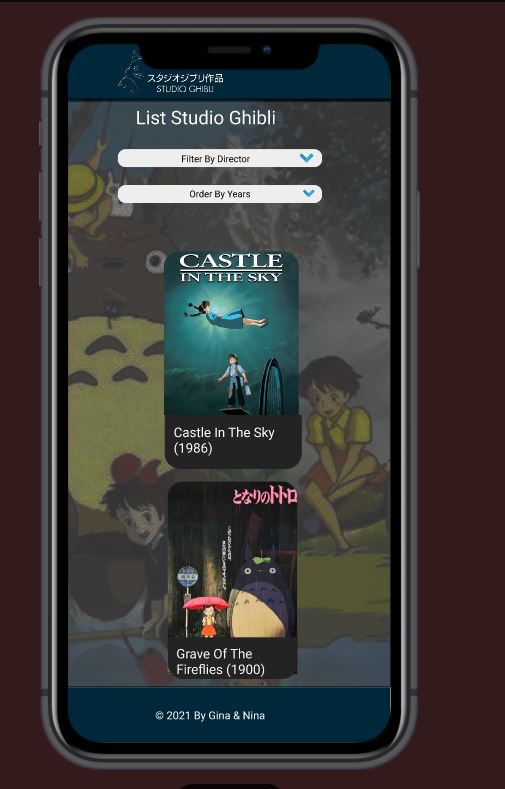 スタジオジブリ作品
STUDIO GHIBLI
List Studio Ghibli
Filter By Director
Order By Years
CASTLE
IN THE SKY
Castle In The Sky
(1986)
となりのトトロ
Grave Of The
Fireflies (1900)
© 2021 By Gina & Nina